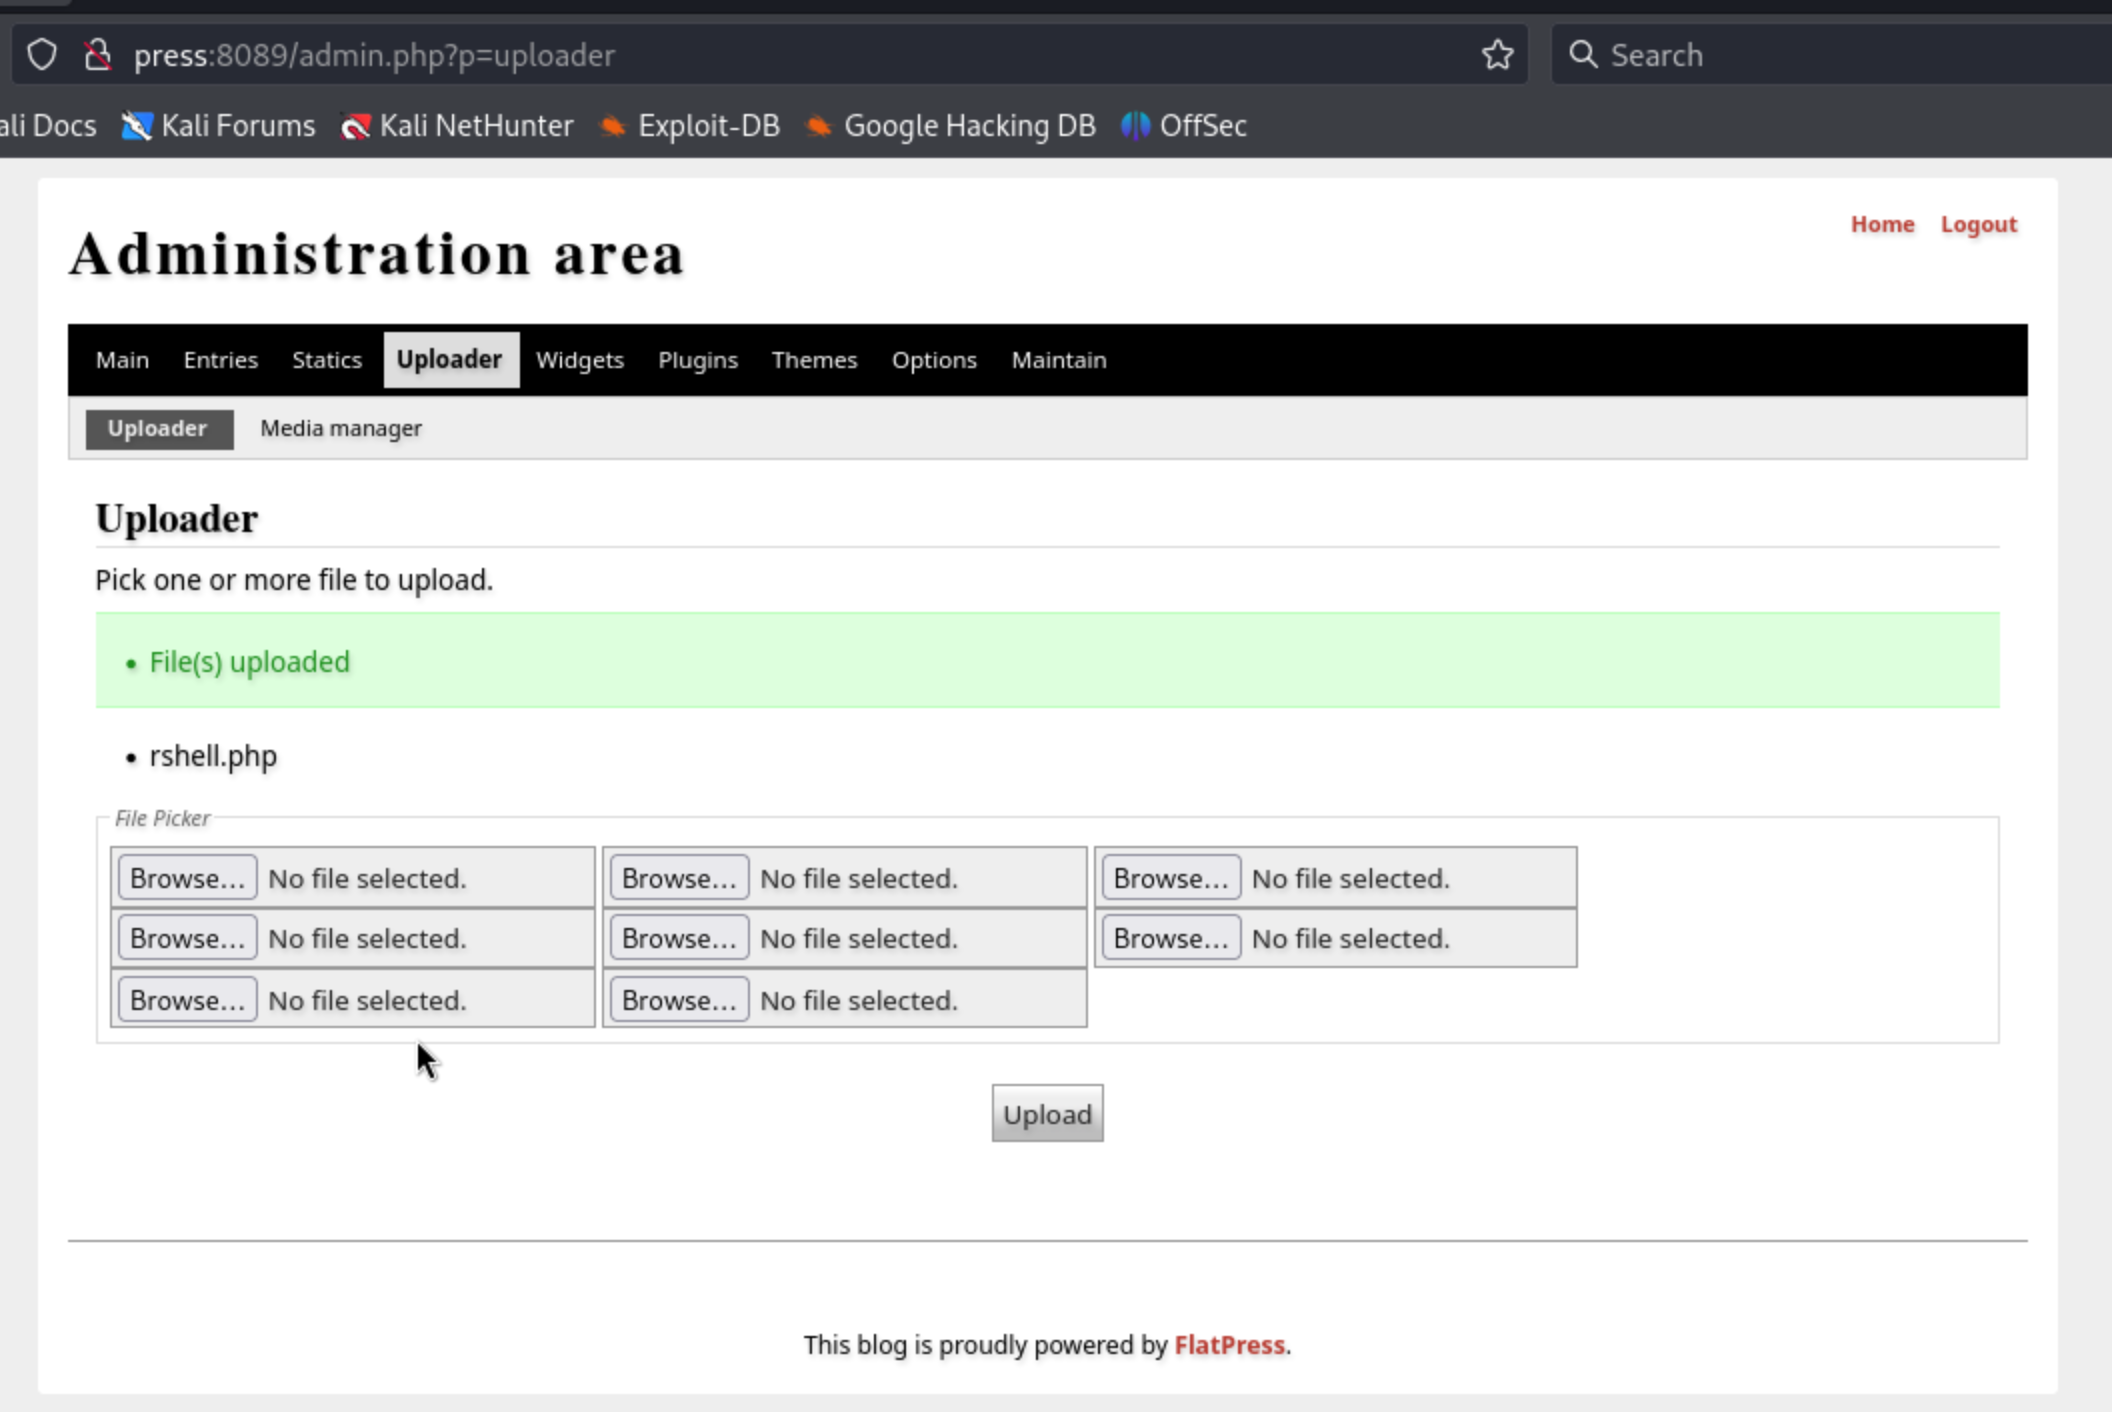 press:8089/admin.php?p=uploader
Search
ali Docs Kali Forums Kali NetHunter Exploit-DB Google Hacking DB OffSec
Home Logout
Administration area
Main Entries Statics Uploader Widgets Plugins Themes Options Maintain
Uploader Media manager
Uploader
Pick one or more file to upload.
• File(s) uploaded
• rshell.php
File Picker
Browse... No file selected. Browse... No file selected. Browse... No file selected.
Browse... No file selected. Browse... No file selected. Browse... No file selected.
Browse... No file selected. Browse... No file selected.
Upload
This blog is proudly powered by FlatPress.